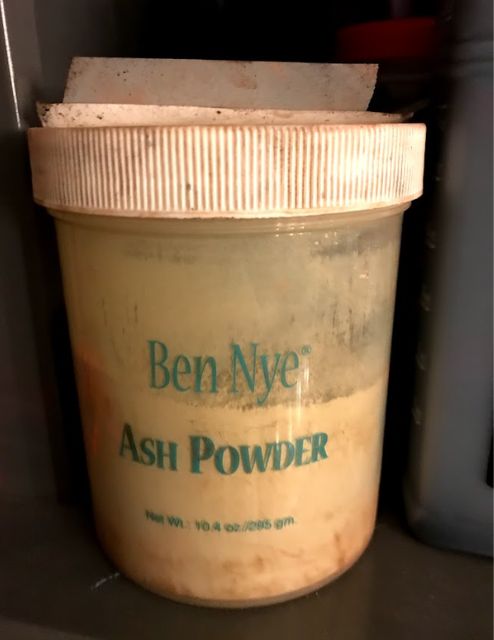 Ben Nye®
ASH POWDER
Net Wt.: 10.4 oz./295 gm.